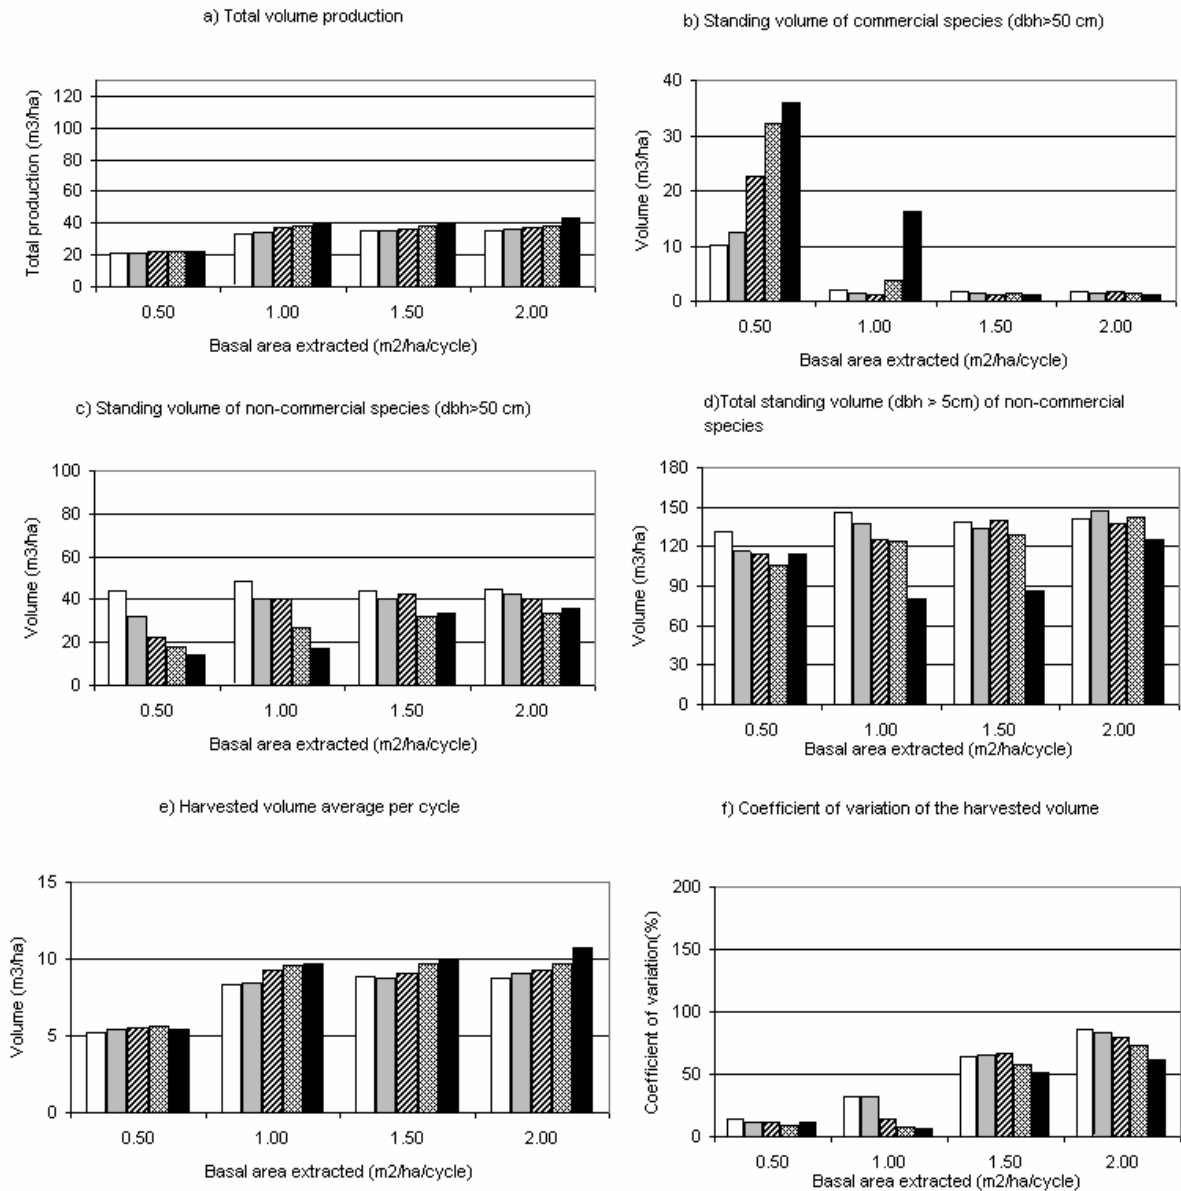 a) Total volume production
Total production (m3/ha)
120
100
80
60
40
20
0
0.50 1.00 1.50 2.00
Basal area extracted (m2/ha/cycle)
b) Standing volume of commercial species (dbh>50 cm)
Volume (m3/ha)
40
30
20
10
0
0.50 1.00 1.50 2.00
Basal area extracted (m2/ha/cycle)
c) Standing volume of non-commercial species (dbh>50 cm)
Volume (m3/ha)
100
80
60
40
20
0
0.50 1.00 1.50 2.00
Basal area extracted (m2/ha/cycle)
d)Total standing volume (dbh > 5cm) of non-commercial
species
Volume (m3/ha)
180
150
120
90
60
30
0
0.50 1.00 1.50 2.00
Basal area extracted (m2/ha/cycle)
e) Harvested volume average per cycle
Volume (m3/ha)
15
10
5
0
0.50 1.00 1.50 2.00
Basal area extracted (m2/ha/cycle)
f) Coefficient of variation of the harvested volume
Coefficient of variation(%)
200
150
100
50
0
0.50 1.00 1.50 2.00
Basal area extracted (m2/ha/cycle)